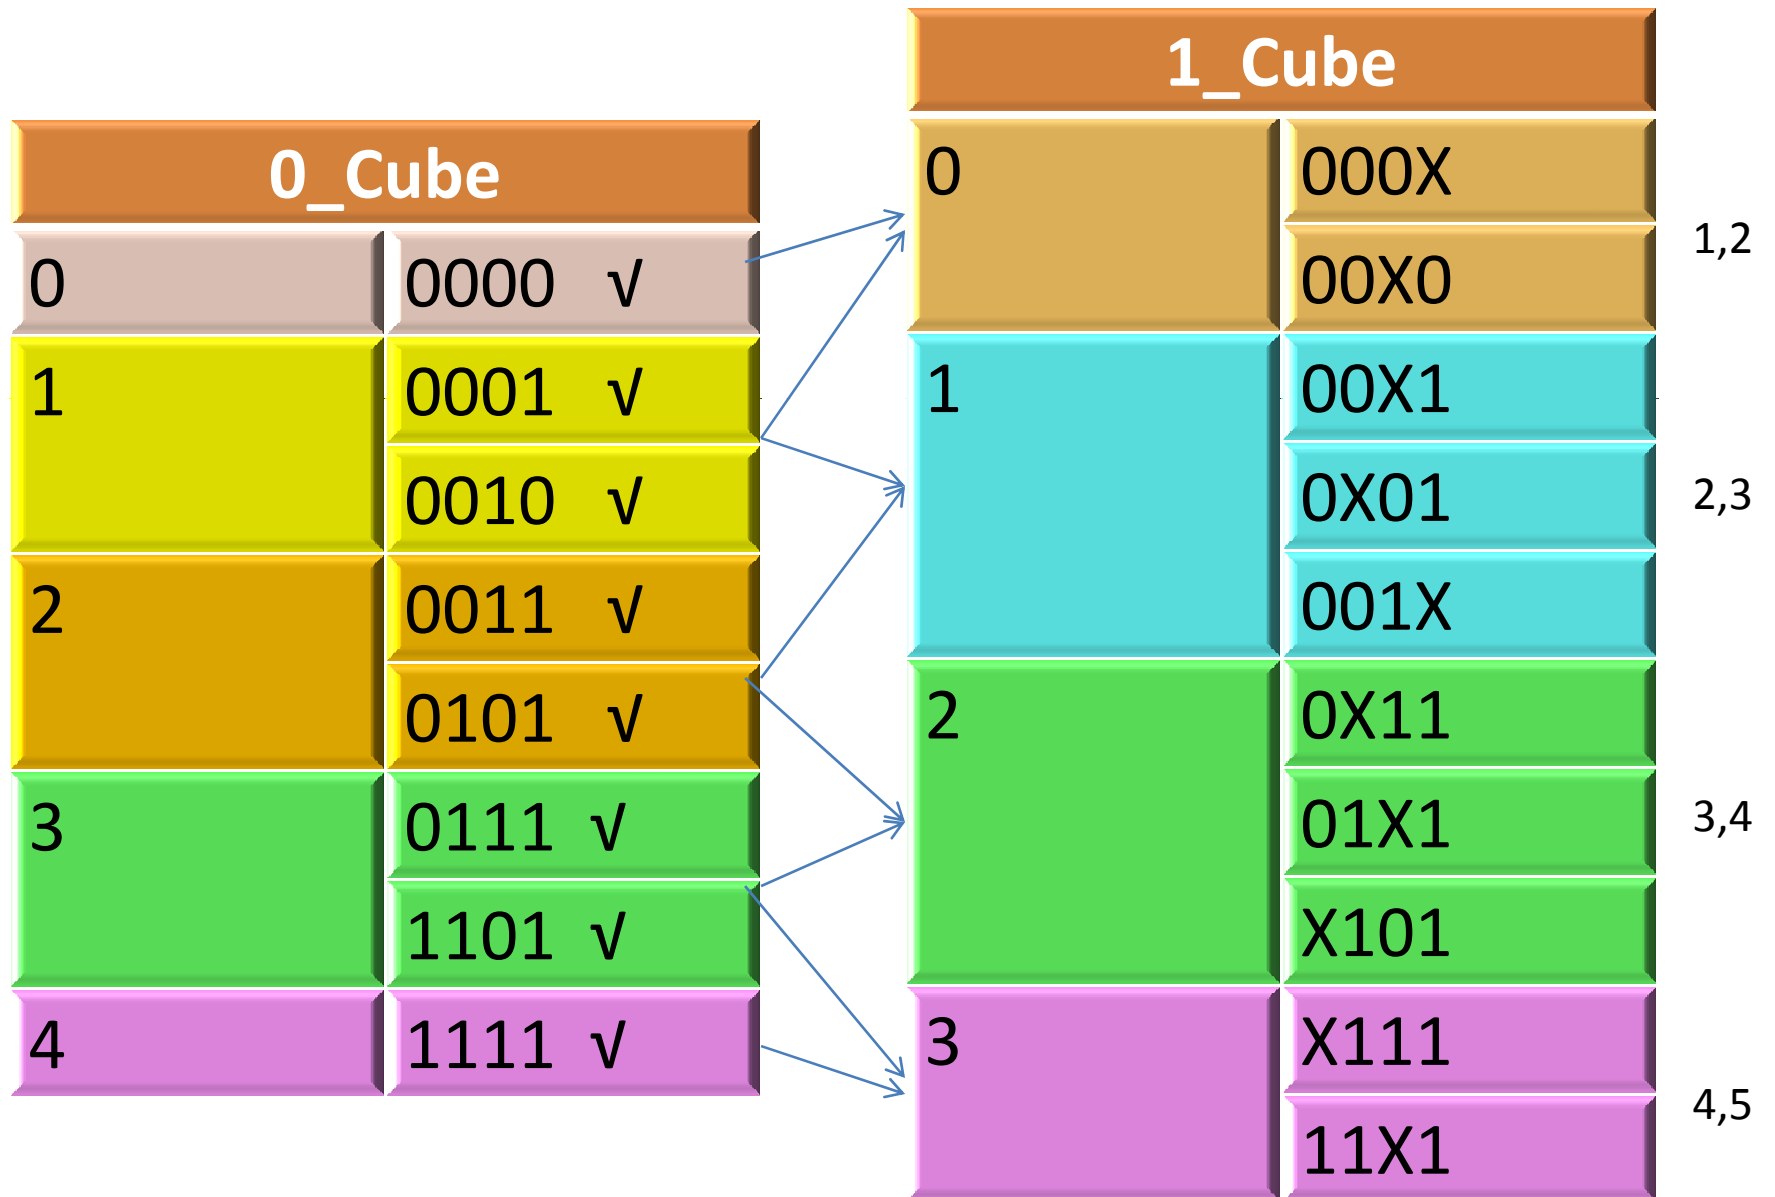 0_Cube
0 0000 √
1 0001 √
0010 √
2 0011 √
0101 √
3 0111 √
1101 √
4 1111 √
1_Cube
0 000X
00X0
1,2
1 00X1
0X01
001X
2,3
2 0X11
01X1
X101
3,4
3 X111
11X1
4,5